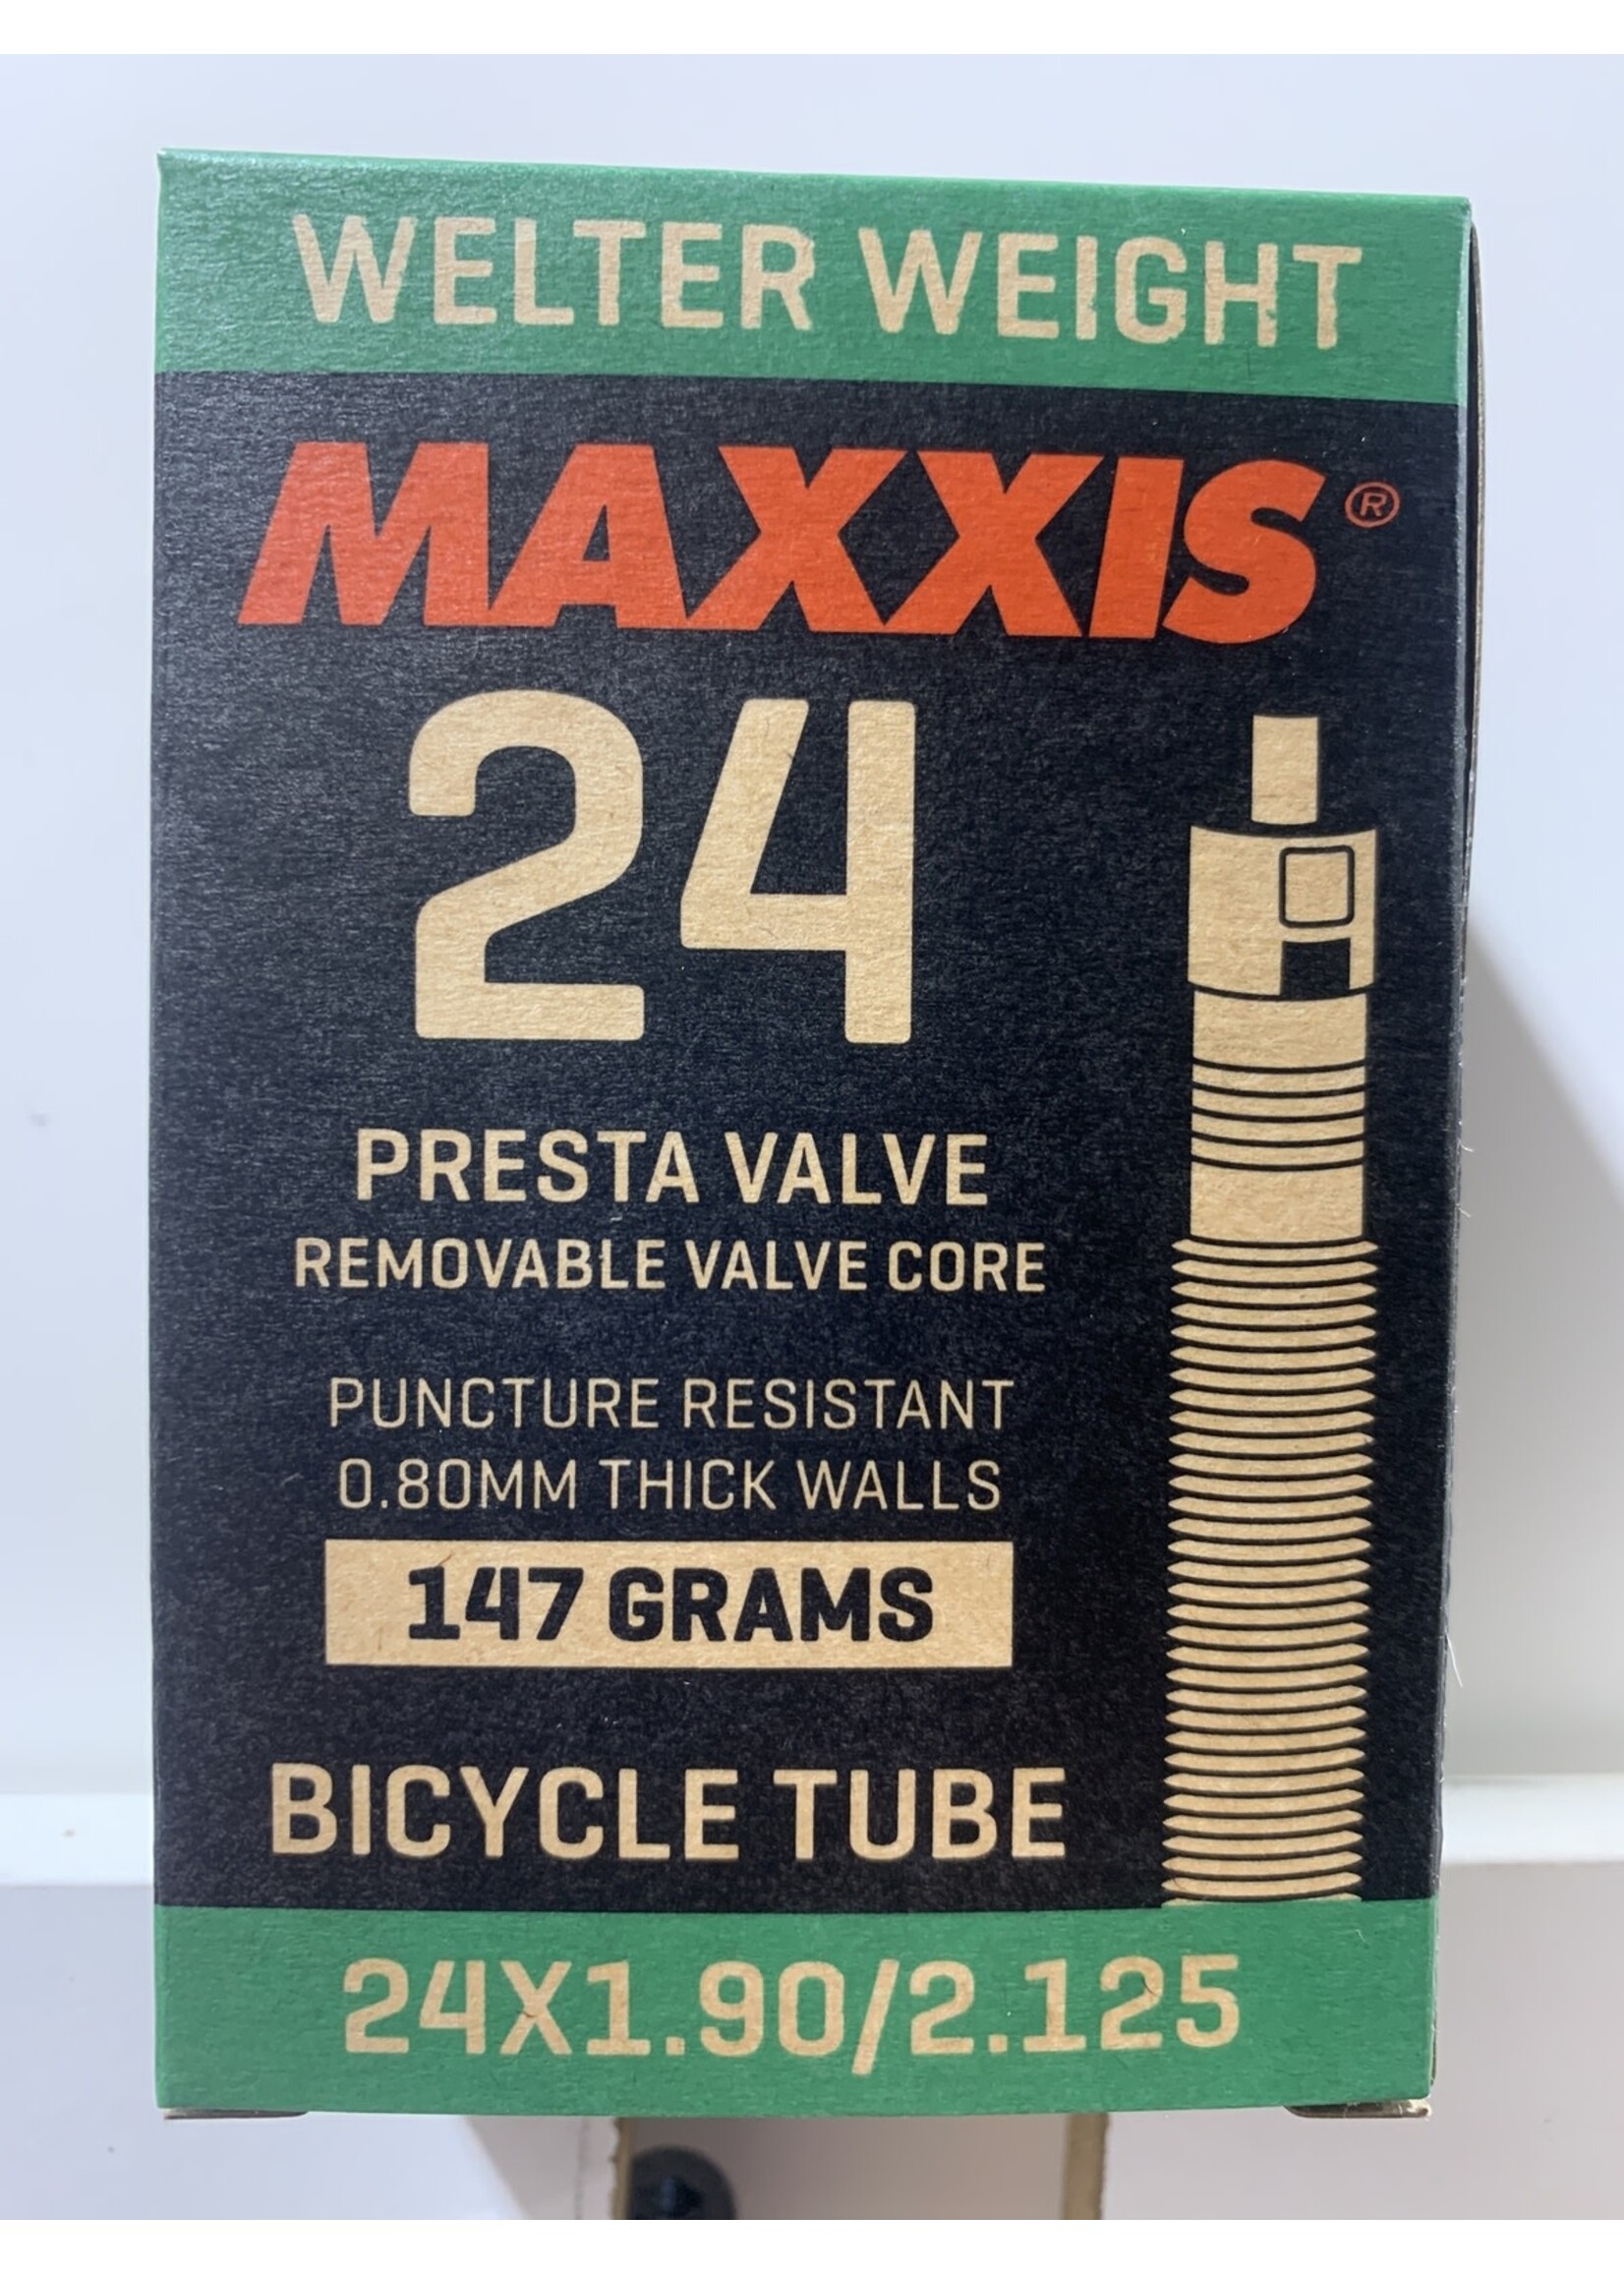 WELTER WEIGHT
MAXXIS®
24
PRESTA VALVE
REMOVABLE VALVE CORE
PUNCTURE RESISTANT
0.80MM THICK WALLS
147 GRAMS
BICYCLE TUBE
24X1.90/2.125